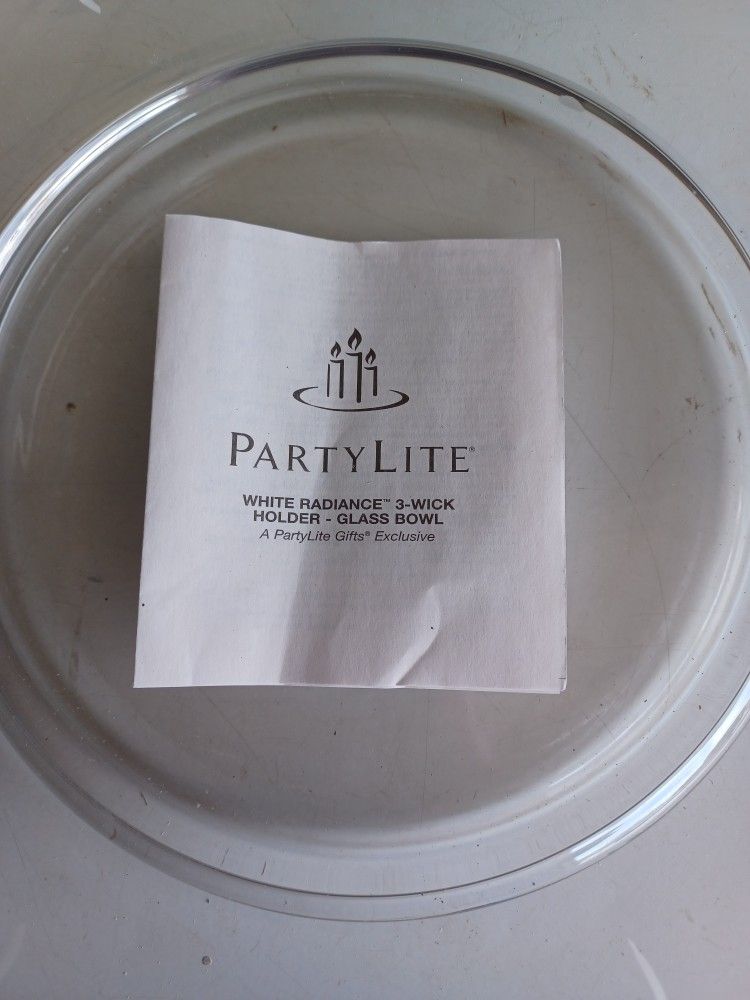 PARTYLITE®
WHITE RADIANCE™ 3-WICK
HOLDER - GLASS BOWL
A PartyLite Gifts® Exclusive